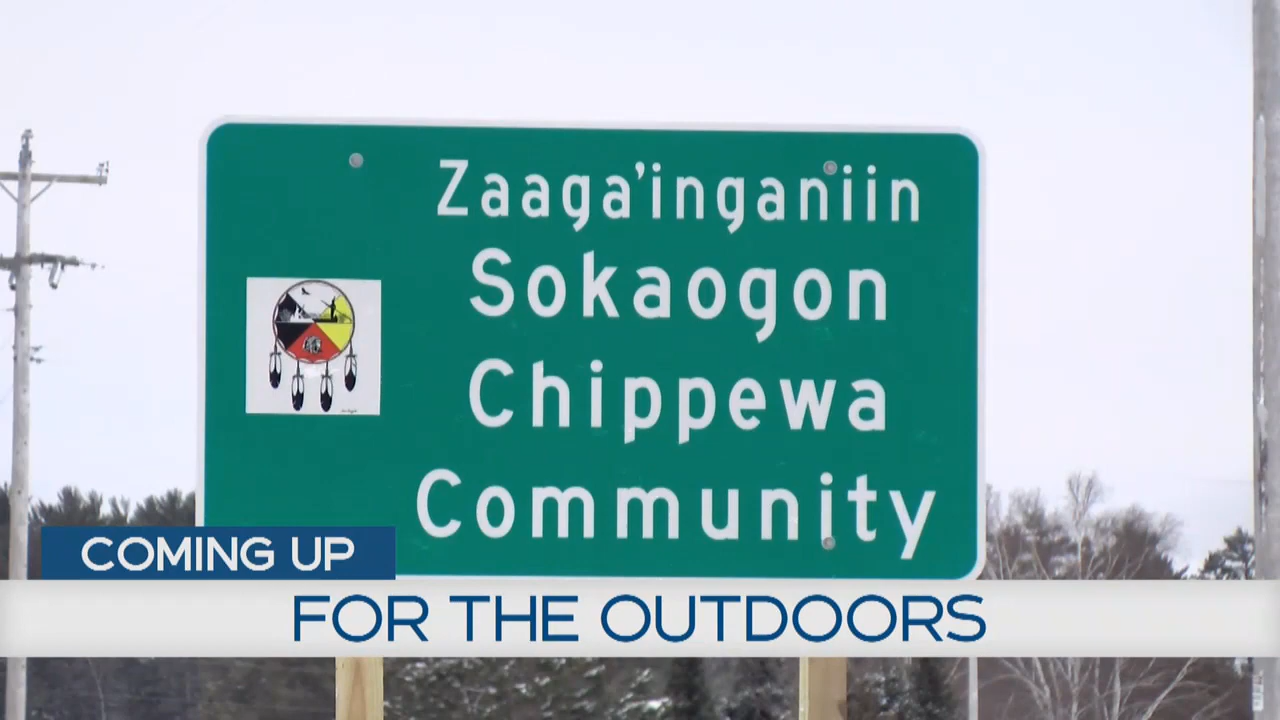 Zaaga'inganiin
Sokaogon
Chippewa
Community
COMING UP
FOR THE OUTDOORS